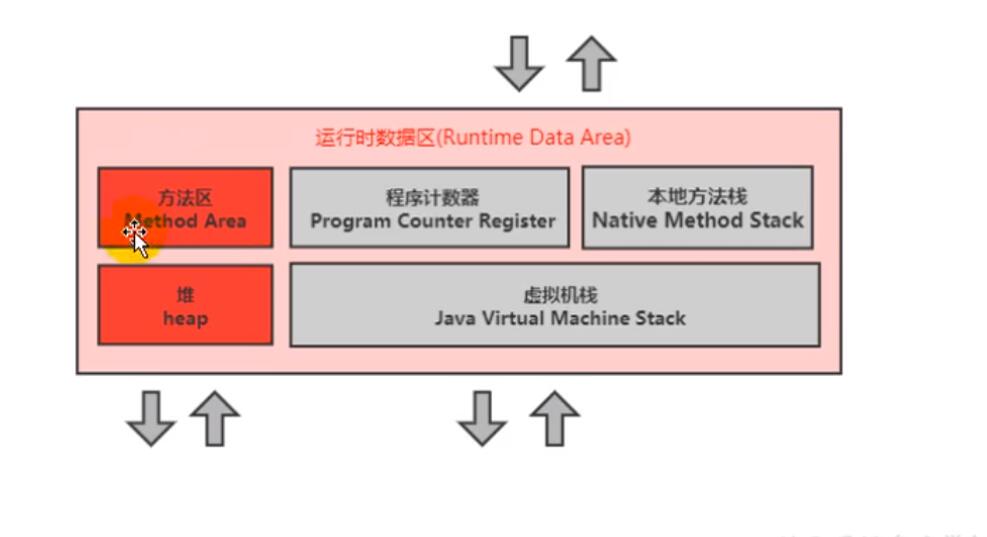 运行时数据区(Runtime Data Area)
方法区
Method Area
程序计数器
Program Counter Register
本地方法栈
Native Method Stack
堆
heap
虚拟机栈
Java Virtual Machine Stack